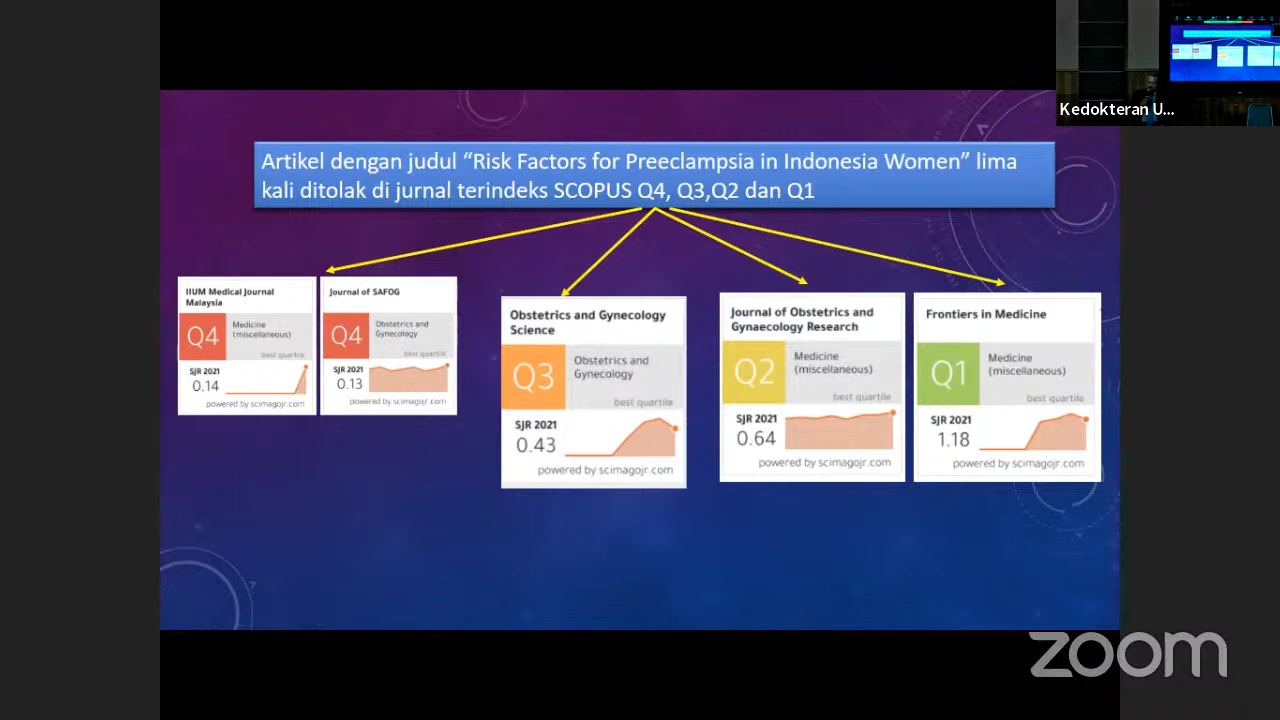 Kedokteran U...
Artikel dengan judul “Risk Factors for Preeclampsia in Indonesia Women” lima
kali ditolak di jurnal terindeks SCOPUS Q4, Q3,Q2 dan Q1
IIUM Medical Journal
Malaysia
Q4
Medicine
(miscellaneous)
best quartile
SJR 2021
0.14
powered by scimagojr.com
Journal of SAFOG
Q4
Obstetrics and
Gynecology
best quartile
SJR 2021
0.13
powered by scimagojr.com
Obstetrics and Gynecology
Science
Q3
Obstetrics and
Gynecology
best quartile
SJR 2021
0.43
powered by scimagojr.com
Journal of Obstetrics and
Gynaecology Research
Q2
Medicine
(miscellaneous)
best quartile
SJR 2021
0.64
powered by scimagojr.com
Frontiers in Medicine
Q1
Medicine
(miscellaneous)
best quartile
SJR 2021
1.18
powered by scimagojr.com
zoom